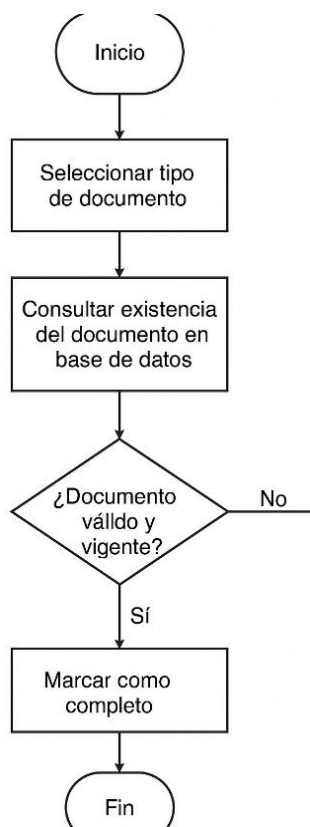 Inicio
Seleccionar tipo
de documento
Consultar existencia
del documento en
base de datos
¿Documento
válldo y
vigente?
No
Sí
Marcar como
completo
Fin